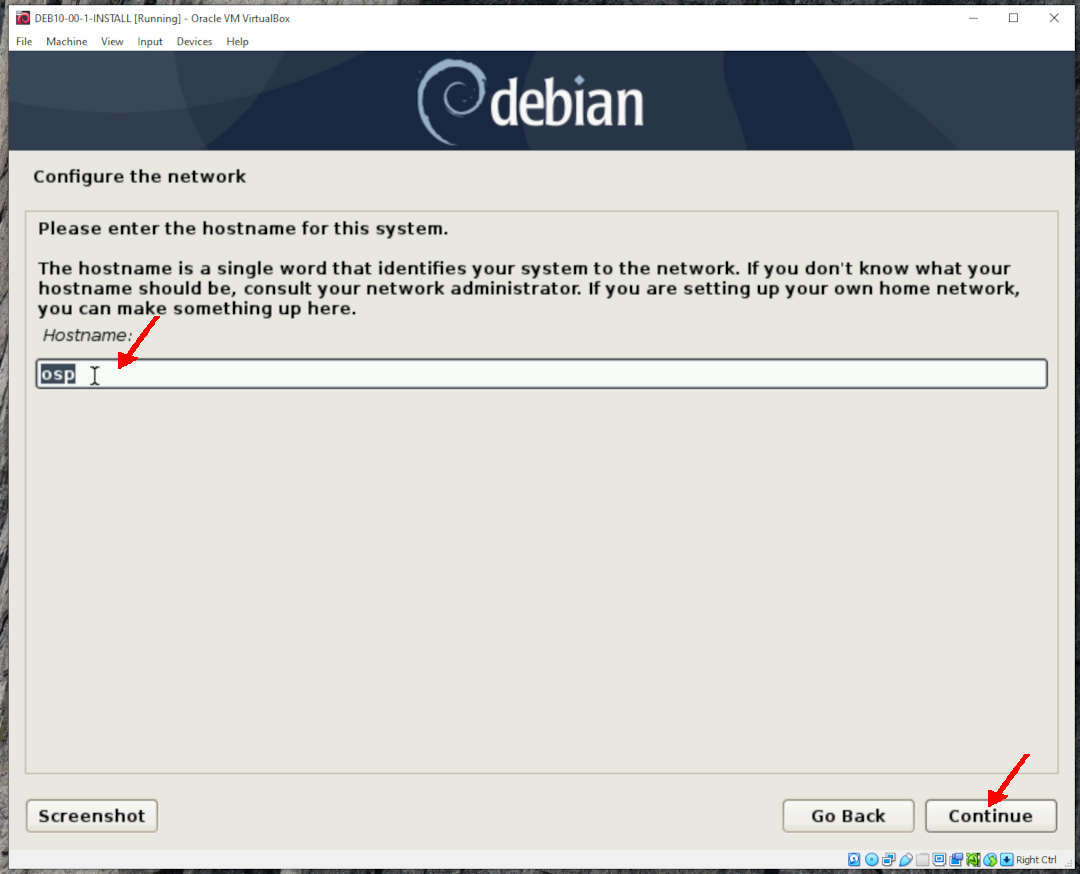 DEB10-00-1-INSTALL [Running] - Oracle VM VirtualBox
File Machine View Input Devices Help
debian
Configure the network
Please enter the hostname for this system.
The hostname is a single word that identifies your system to the network. If you don't know what your
hostname should be, consult your network administrator. If you are setting up your own home network,
you can make something up here.
Hostname:
osp
Screenshot Go Back Continue
Right Ctrl